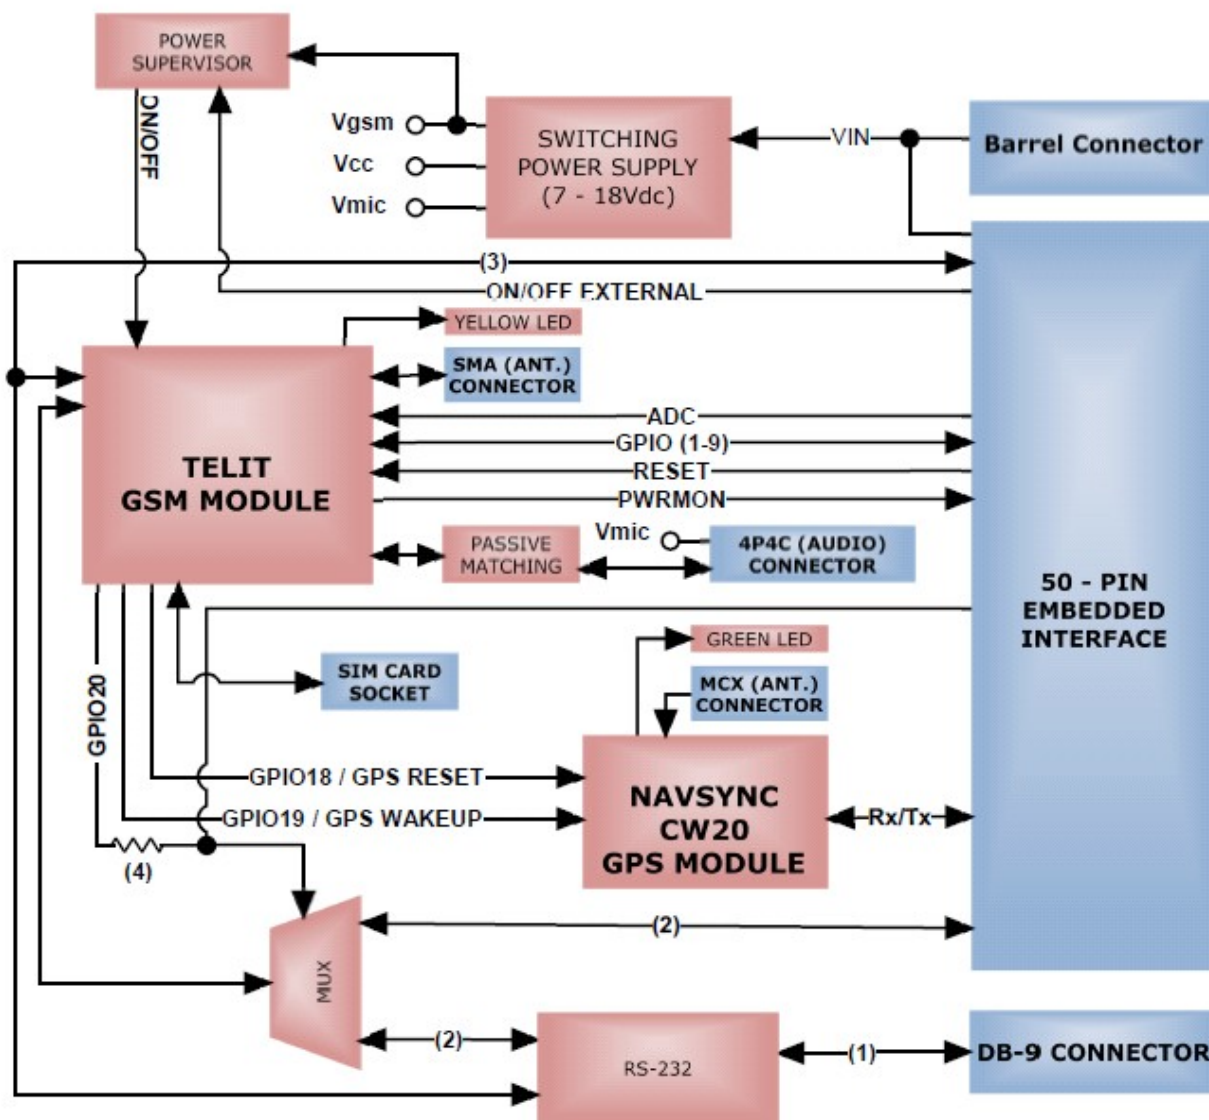 POWER
SUPERVISOR
ON/OFF
Vgsm
Vcc
Vmic
SWITCHING
POWER SUPPLY
(7 - 18Vdc)
VIN
Barrel Connector
(3)
ON/OFF EXTERNAL
YELLOW LED
SMA (ANT.)
CONNECTOR
TELIT
GSM MODULE
ADC
GPIO (1-9)
RESET
PWRMON
PASSIVE
MATCHING
Vmic
4P4C (AUDIO)
CONNECTOR
50 - PIN
EMBEDDED
INTERFACE
GREEN LED
SIM CARD
SOCKET
MCX (ANT.)
CONNECTOR
GPIO20
GPIO18 / GPS RESET
GPIO19 / GPS WAKEUP
NAVSYNC
CW20
GPS MODULE
Rx/Tx
(4)
(2)
MUX
(2)
RS-232
(1)
DB-9 CONNECTOR